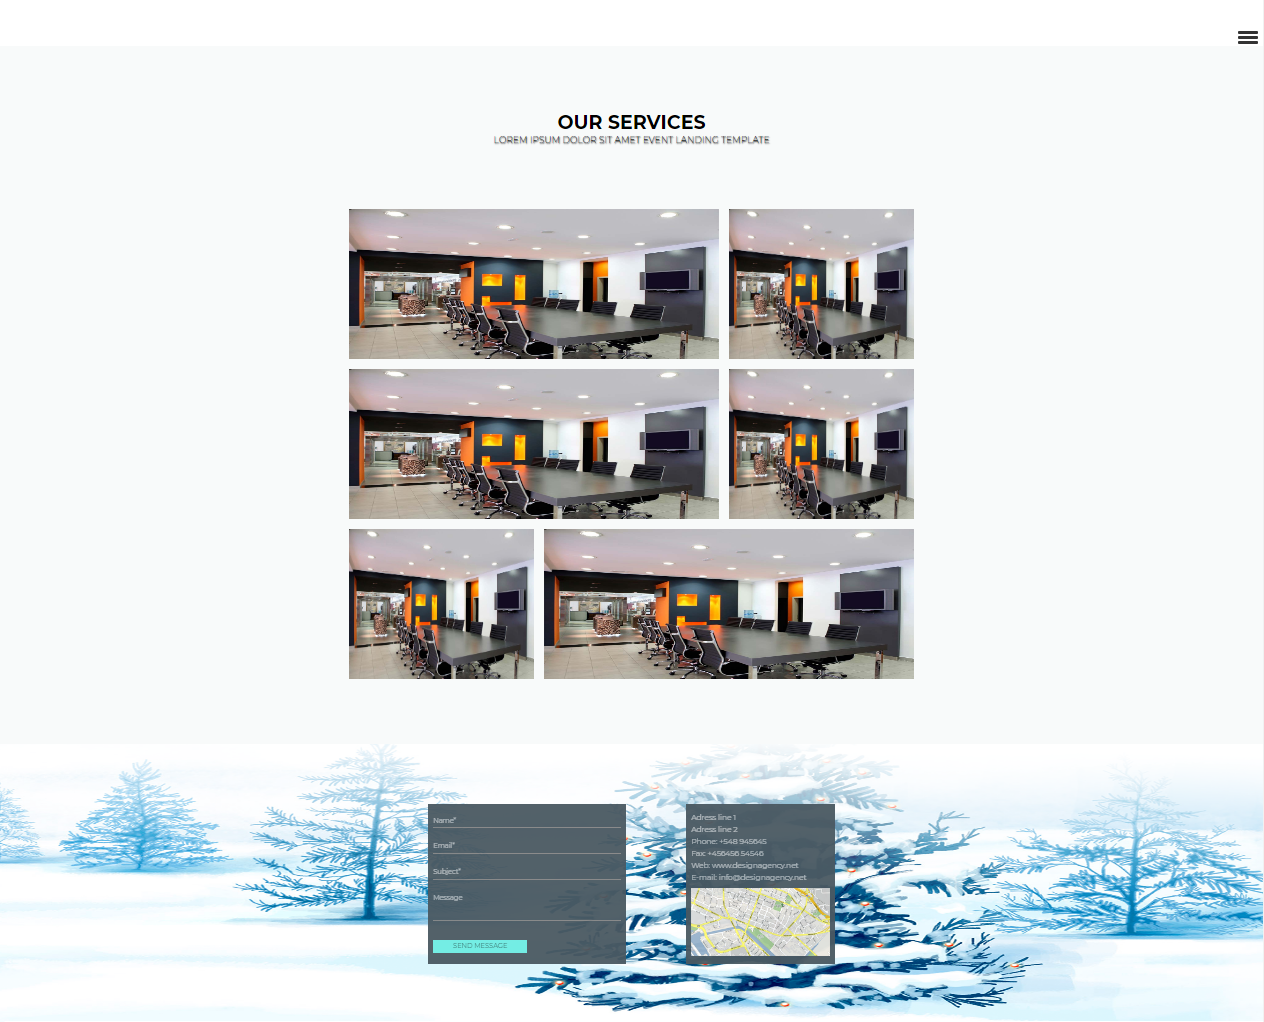 OUR SERVICES
LOREM IPSUM DOLOR SIT AMET EVENT LANDING TEMPLATE
Name*
Email*
Subject*
Message
SEND MESSAGE
Adress line 1
Adress line 2
Phone: +548 945645
Fax: +456456 54546
Web: www.designagency.net
E-mail: info@designagency.net